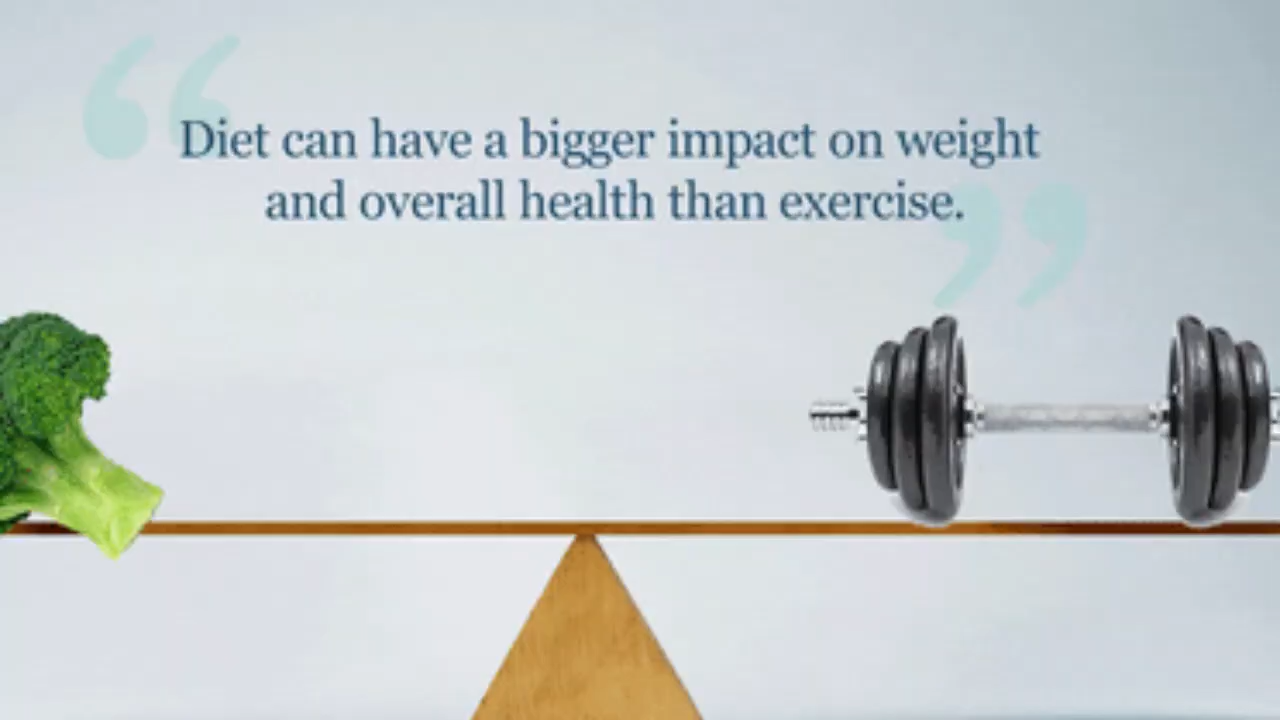 Diet can have a bigger impact on weight
and overall health than exercise.